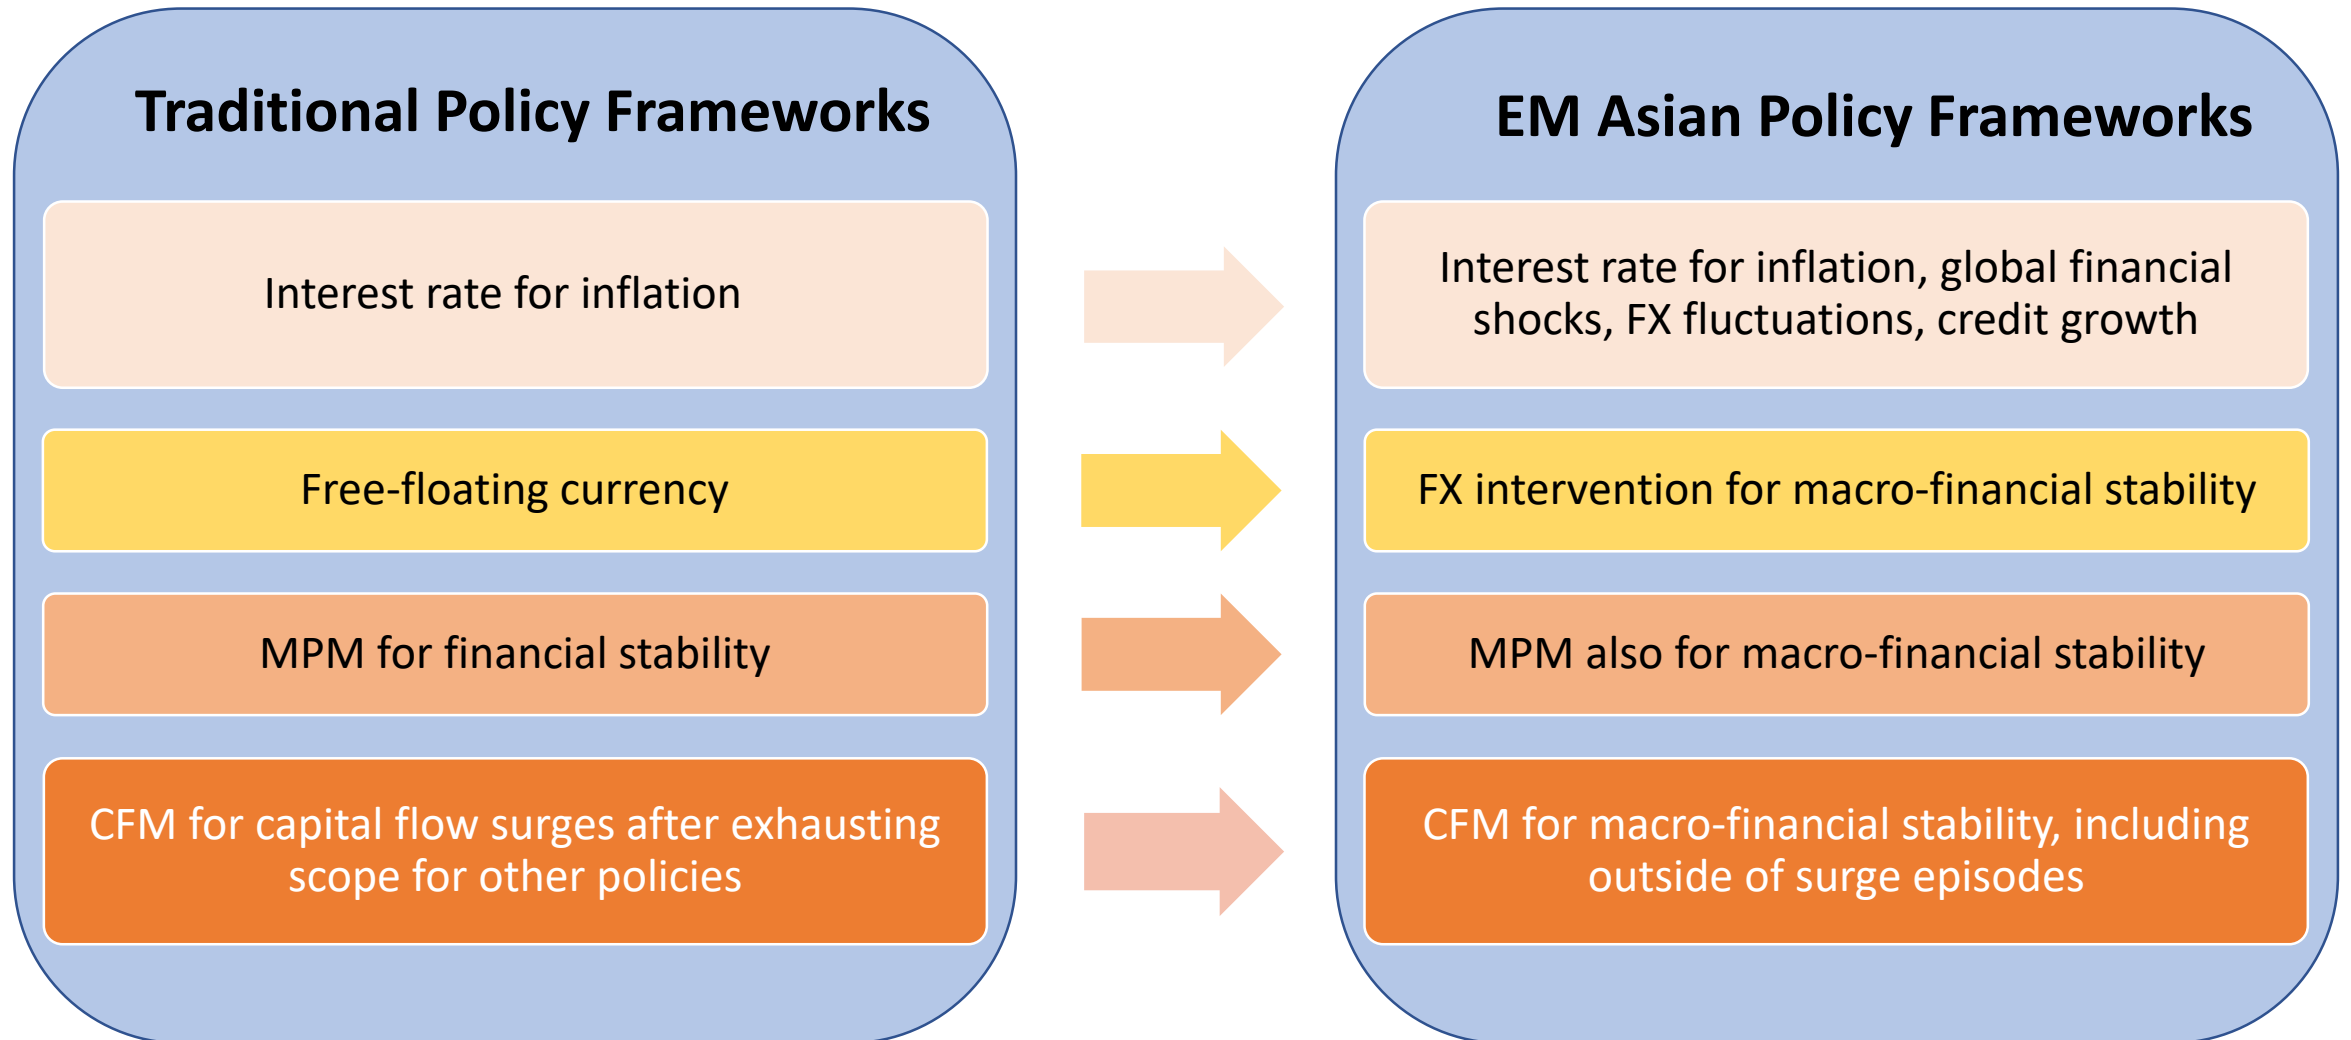 Traditional Policy Frameworks
Interest rate for inflation
Free-floating currency
MPM for financial stability
CFM for capital flow surges after exhausting
scope for other policies
EM Asian Policy Frameworks
Interest rate for inflation, global financial
shocks, FX fluctuations, credit growth
FX intervention for macro-financial stability
MPM also for macro-financial stability
CFM for macro-financial stability, including
outside of surge episodes